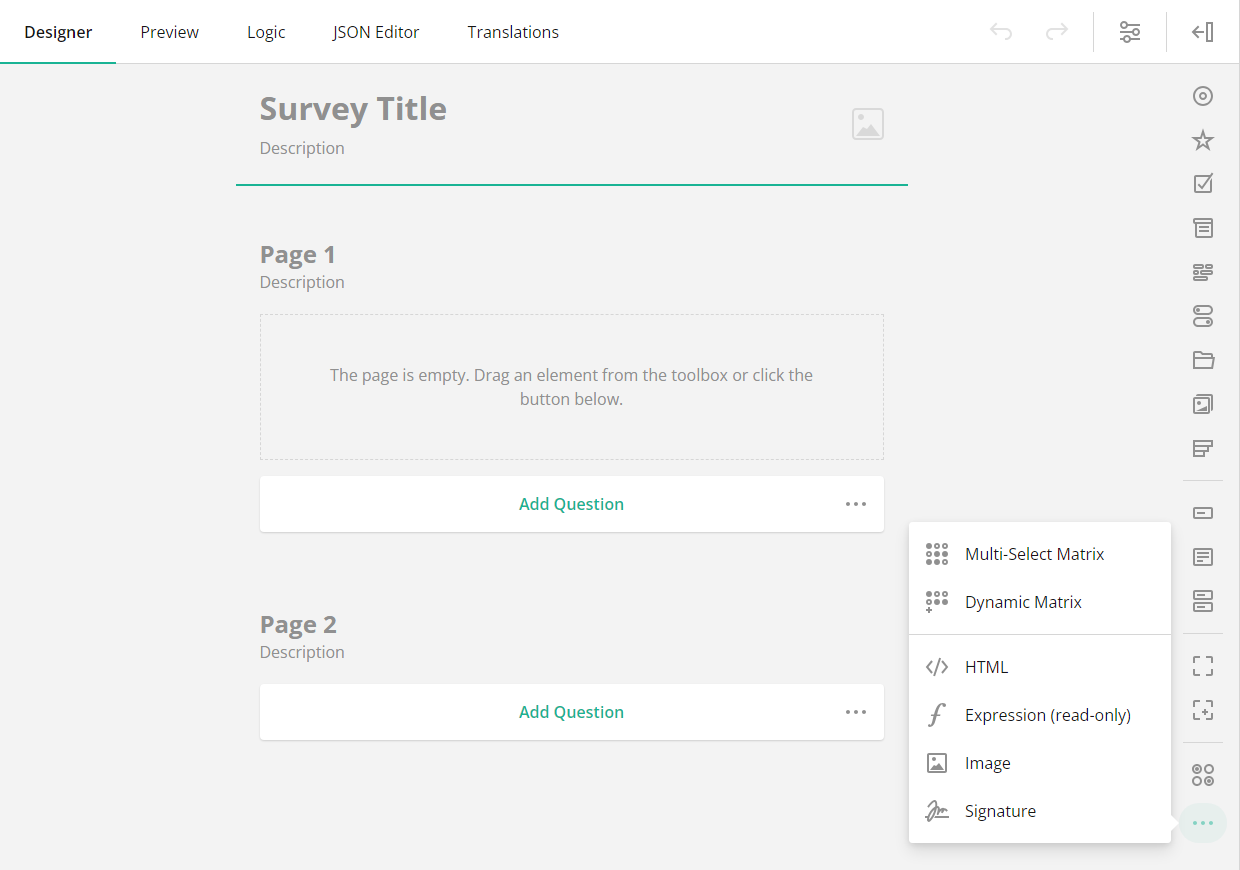 Designer
Preview
Logic
JSON Editor
Translations
Survey Title
Description
Page 1
Description
The page is empty. Drag an element from the toolbox or click the
button below.
Add Question
Page 2
Description
Add Question
Multi-Select Matrix
Dynamic Matrix
HTML
Expression (read-only)
Image
Signature